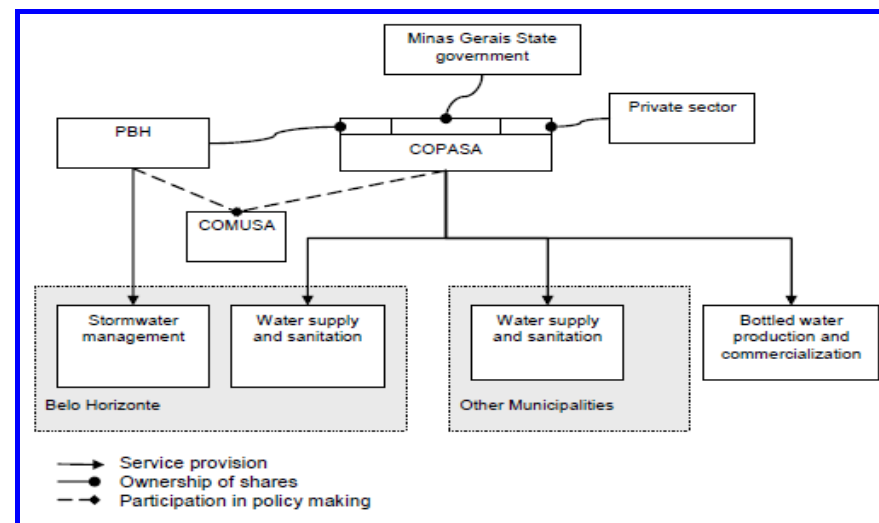 Minas Gerais State
government
Private sector
PBH
COPASA
COMUSA
Stormwater
management
Water supply
and sanitation
Water supply
and sanitation
Bottled water
production and
commercialization
Belo Horizonte
Other Municipalities
Service provision
Ownership of shares
Participation in policy making